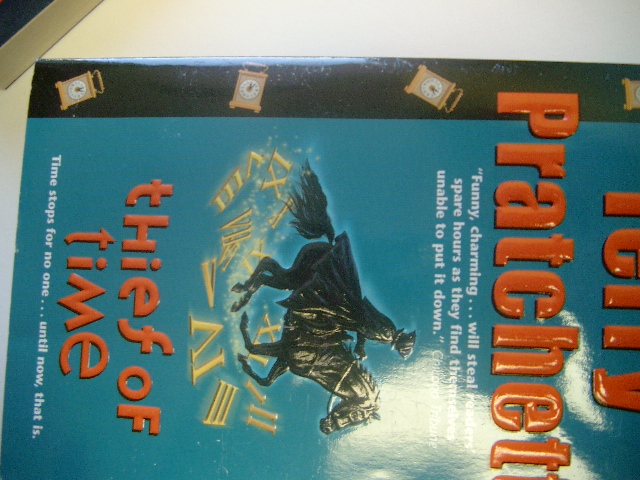 Terry
Pratchett
"Funny, charming... will steal
spare hours as they find themselves
unable to put it down."
thief of
time
Time stops for no one... until now, that is.